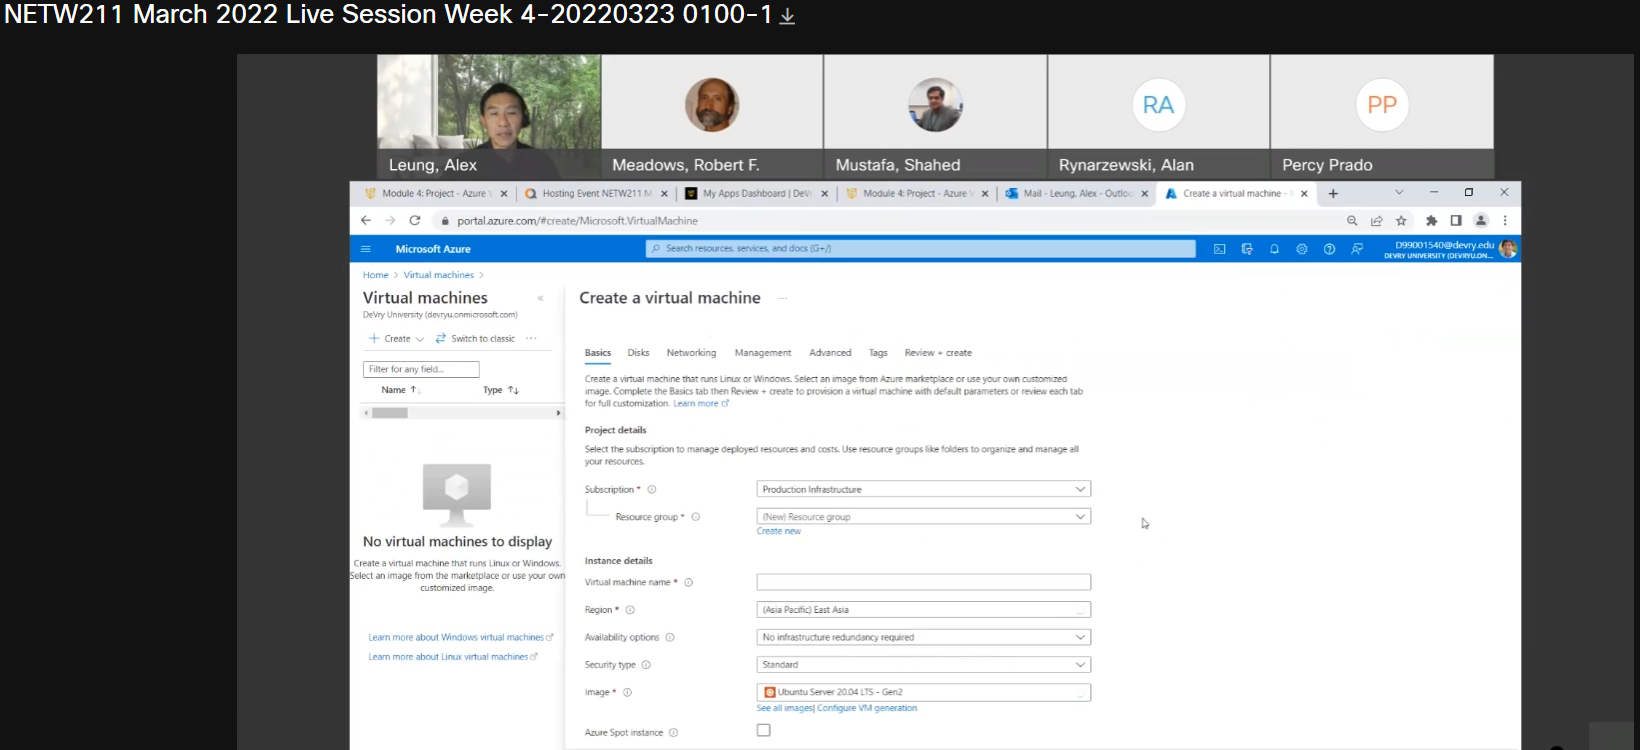 NETW211 March 2022 Live Session Week 4-20220323 0100-1
Leung, Alex
Meadows, Robert F.
Mustafa, Shahed
RA
Rynarzewski, Alan
PP
Percy Prado
Module 4: Project - Azure
Hosting Event NETW211 M
My Apps Dashboard | DeV
Module 4: Project - Azure
Mail - Leung, Alex - Outlo
Create a virtual machine -
portal.azure.com/#create/Microsoft.VirtualMachine
Microsoft Azure
Search resources, services, and docs (G+/)
D99001540@devry.edu
DEVRY UNIVERSITY (DEVRYU.ON...
Home > Virtual machines >
Virtual machines
«
DeVry University (devryu.onmicrosoft.com)
Create
Switch to classic
...
Filter for any field...
Name ↑↓
Type ↑↓
No virtual machines to display
Create a virtual machine that runs Linux or Windows.
Select an image from the marketplace or use your own
customized image.
Learn more about Windows virtual machines
Learn more about Linux virtual machines
Create a virtual machine
...
Basics
Disks
Networking
Management
Advanced
Tags
Review + create
Create a virtual machine that runs Linux or Windows. Select an image from Azure marketplace or use your own customized
image. Complete the Basics tab then Review + create to provision a virtual machine with default parameters or review each tab
for full customization. Learn more
Project details
Select the subscription to manage deployed resources and costs. Use resource groups like folders to organize and manage all
your resources.
Subscription *
Production Infrastructure
Resource group *
(New) Resource group
Create new
Instance details
Virtual machine name *
Region *
(Asia Pacific) East Asia
Availability options
No infrastructure redundancy required
Security type
Standard
Image *
Ubuntu Server 20.04 LTS - Gen2
See all images | Configure VM generation
Azure Spot instance